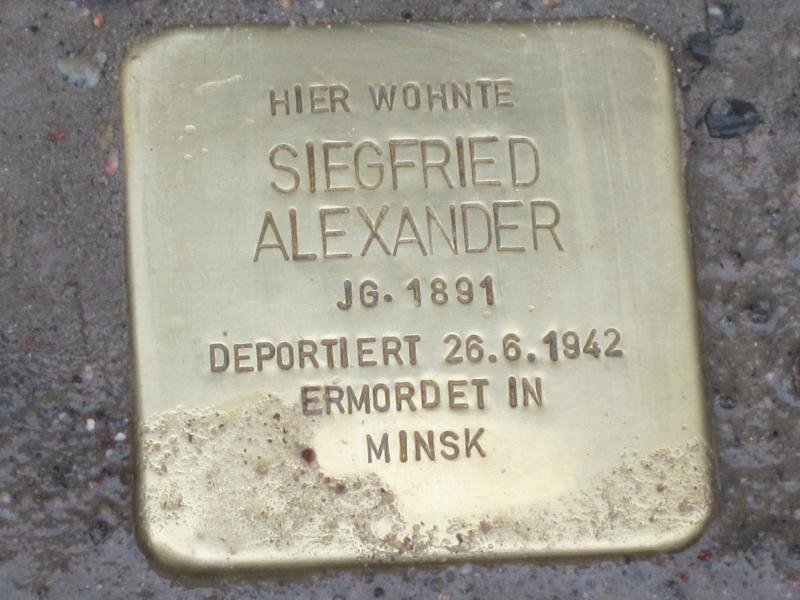 HIER WOHNTE
SIEGFRIED
ALEXANDER
JG. 1891
DEPORTIERT 26.6.1942
ERMORDET IN
MINSK